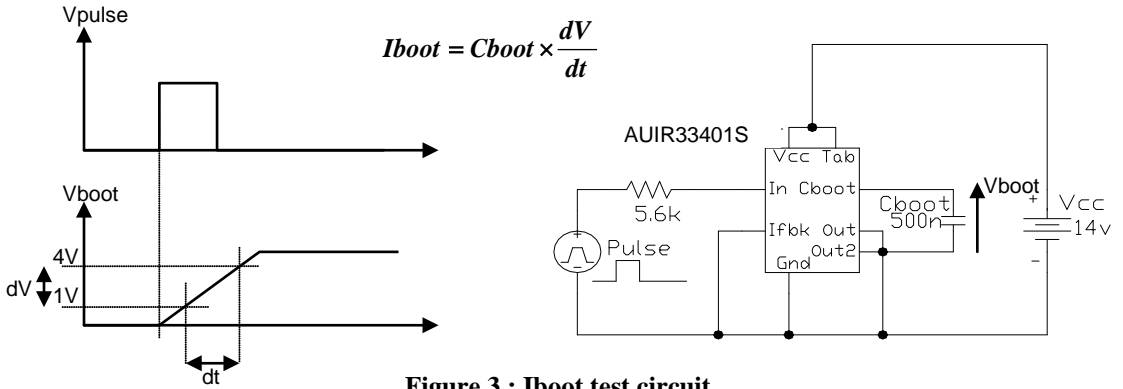 Vpulse
Iboot = Cboot × dV
dt
Vboot
4V
dV
1V
dt
AUIR33401S
Vcc Tab
In Cboot
Ifbk Out
Out2
Gnd
5.6k
Pulse
+
-
Cboot
500n
Vboot
+
Vcc
14v
-
Figure 3 : Iboot test circuit